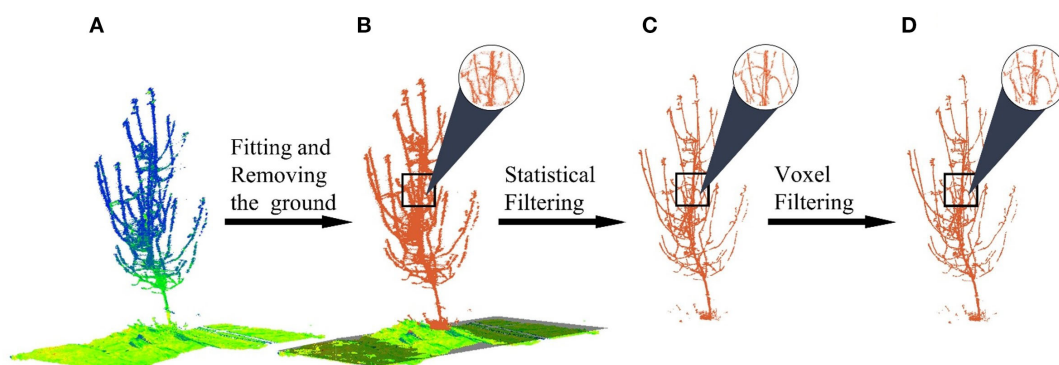 A
B
C
D
Fitting and
Removing
the ground
Statistical
Filtering
Voxel
Filtering